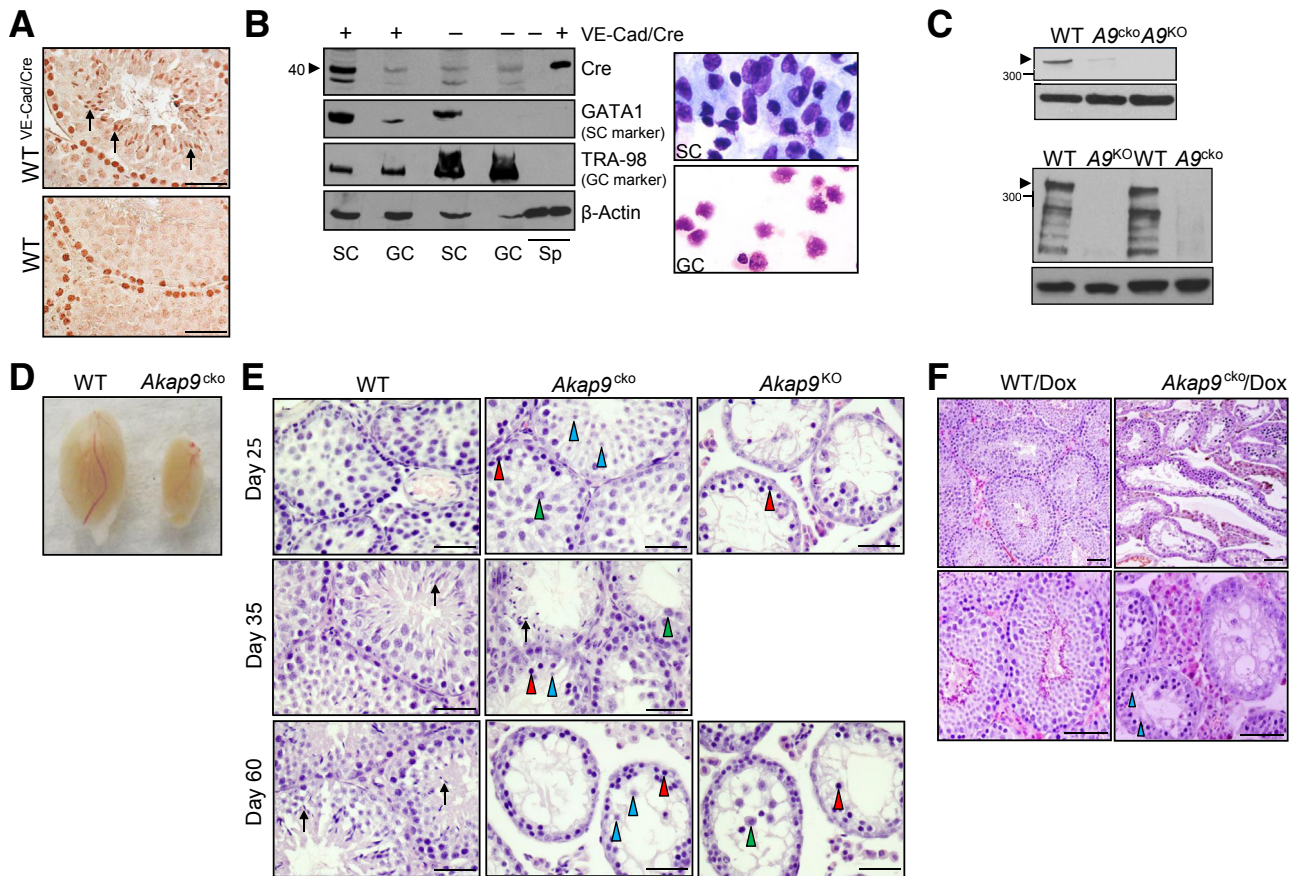 A
WT VE-Cad/Cre
WT
B
+ + – – – + VE-Cad/Cre
40 Cre
GATA1
(SC marker)
TRA-98
(GC marker)
β-Actin
SC GC SC GC Sp
SC
GC
C
WT A9cko A9KO
300
WT A9KO WT A9cko
300
D
WT Akap9cko
E
WT Akap9cko Akap9KO
Day 25
Day 35
Day 60
F
WT/Dox Akap9cko/Dox